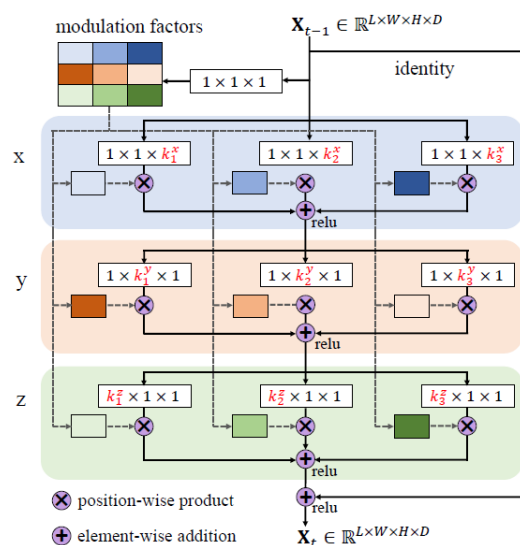 modulation factors
X_{t−1} ∈ ℝ^{L×W×H×D}
1 × 1 × 1
identity
x
1 × 1 × k_1^x
1 × 1 × k_2^x
1 × 1 × k_3^x
relu
y
1 × k_1^y × 1
1 × k_2^y × 1
1 × k_3^y × 1
relu
z
k_1^z × 1 × 1
k_2^z × 1 × 1
k_3^z × 1 × 1
relu
position-wise product
relu
element-wise addition
X_t ∈ ℝ^{L×W×H×D}